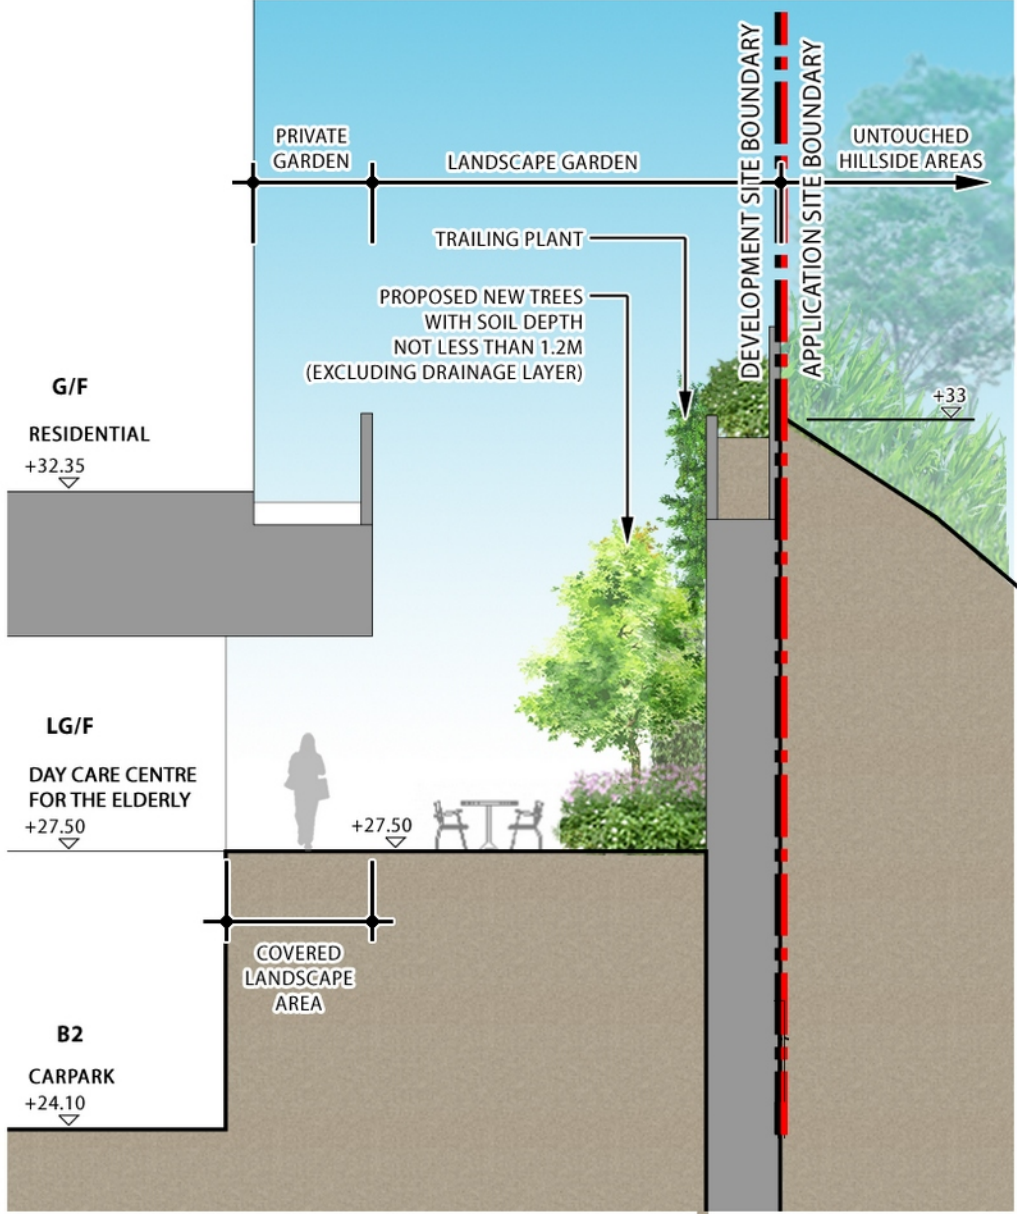 DEVELOPMENT SITE BOUNDARY
APPLICATION SITE BOUNDARY
PRIVATE
GARDEN
LANDSCAPE GARDEN
UNTOUCHED
HILLSIDE AREAS
TRAILING PLANT
PROPOSED NEW TREES
WITH SOIL DEPTH
NOT LESS THAN 1.2M
(EXCLUDING DRAINAGE LAYER)
G/F
RESIDENTIAL
+32.35
+33
LG/F
DAY CARE CENTRE
FOR THE ELDERLY
+27.50
+27.50
COVERED
LANDSCAPE
AREA
B2
CARPARK
+24.10